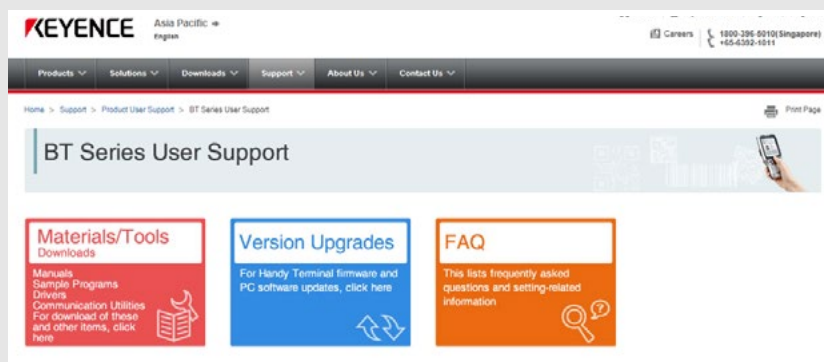 KEYENCE
Asia Pacific
English
Careers
1800-395-5010(Singapore)
+65-6392-1011
Products
Solutions
Downloads
Support
About Us
Contact Us
Home > Support > Product User Support > BT Series User Support
Print Page
BT Series User Support
Materials/Tools
Downloads
Manuals
Sample Programs
Drivers
Communication Utilities
For download of these
and other items, click
here
Version Upgrades
For Handy Terminal firmware and
PC software updates, click here
FAQ
This lists frequently asked
questions and setting-related
information